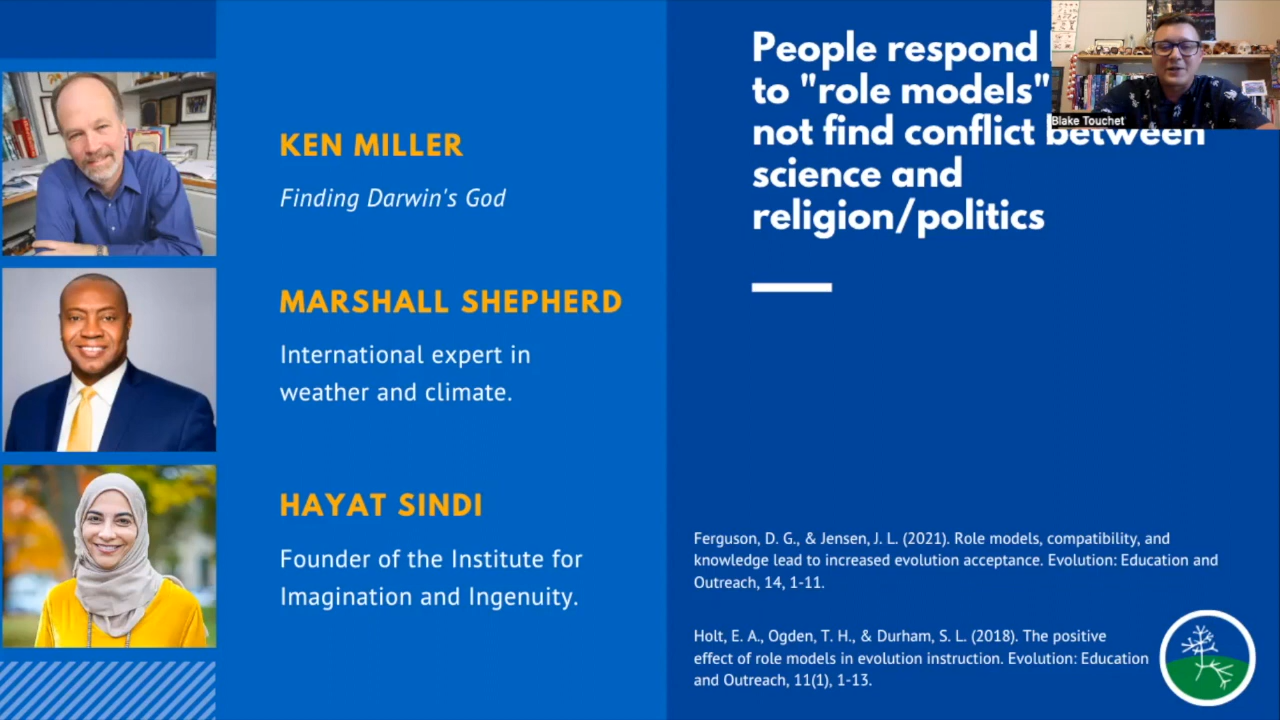 KEN MILLER
Finding Darwin's God
MARSHALL SHEPHERD
International expert in
weather and climate.
HAYAT SINDI
Founder of the Institute for
Imagination and Ingenuity.
People respond
to "role models"
not find conflict between
science and
religion/politics
Blake Touchet
Ferguson, D. G., & Jensen, J. L. (2021). Role models, compatibility, and
knowledge lead to increased evolution acceptance. Evolution: Education and
Outreach, 14, 1-11.
Holt, E. A., Ogden, T. H., & Durham, S. L. (2018). The positive
effect of role models in evolution instruction. Evolution: Education
and Outreach, 11(1), 1-13.